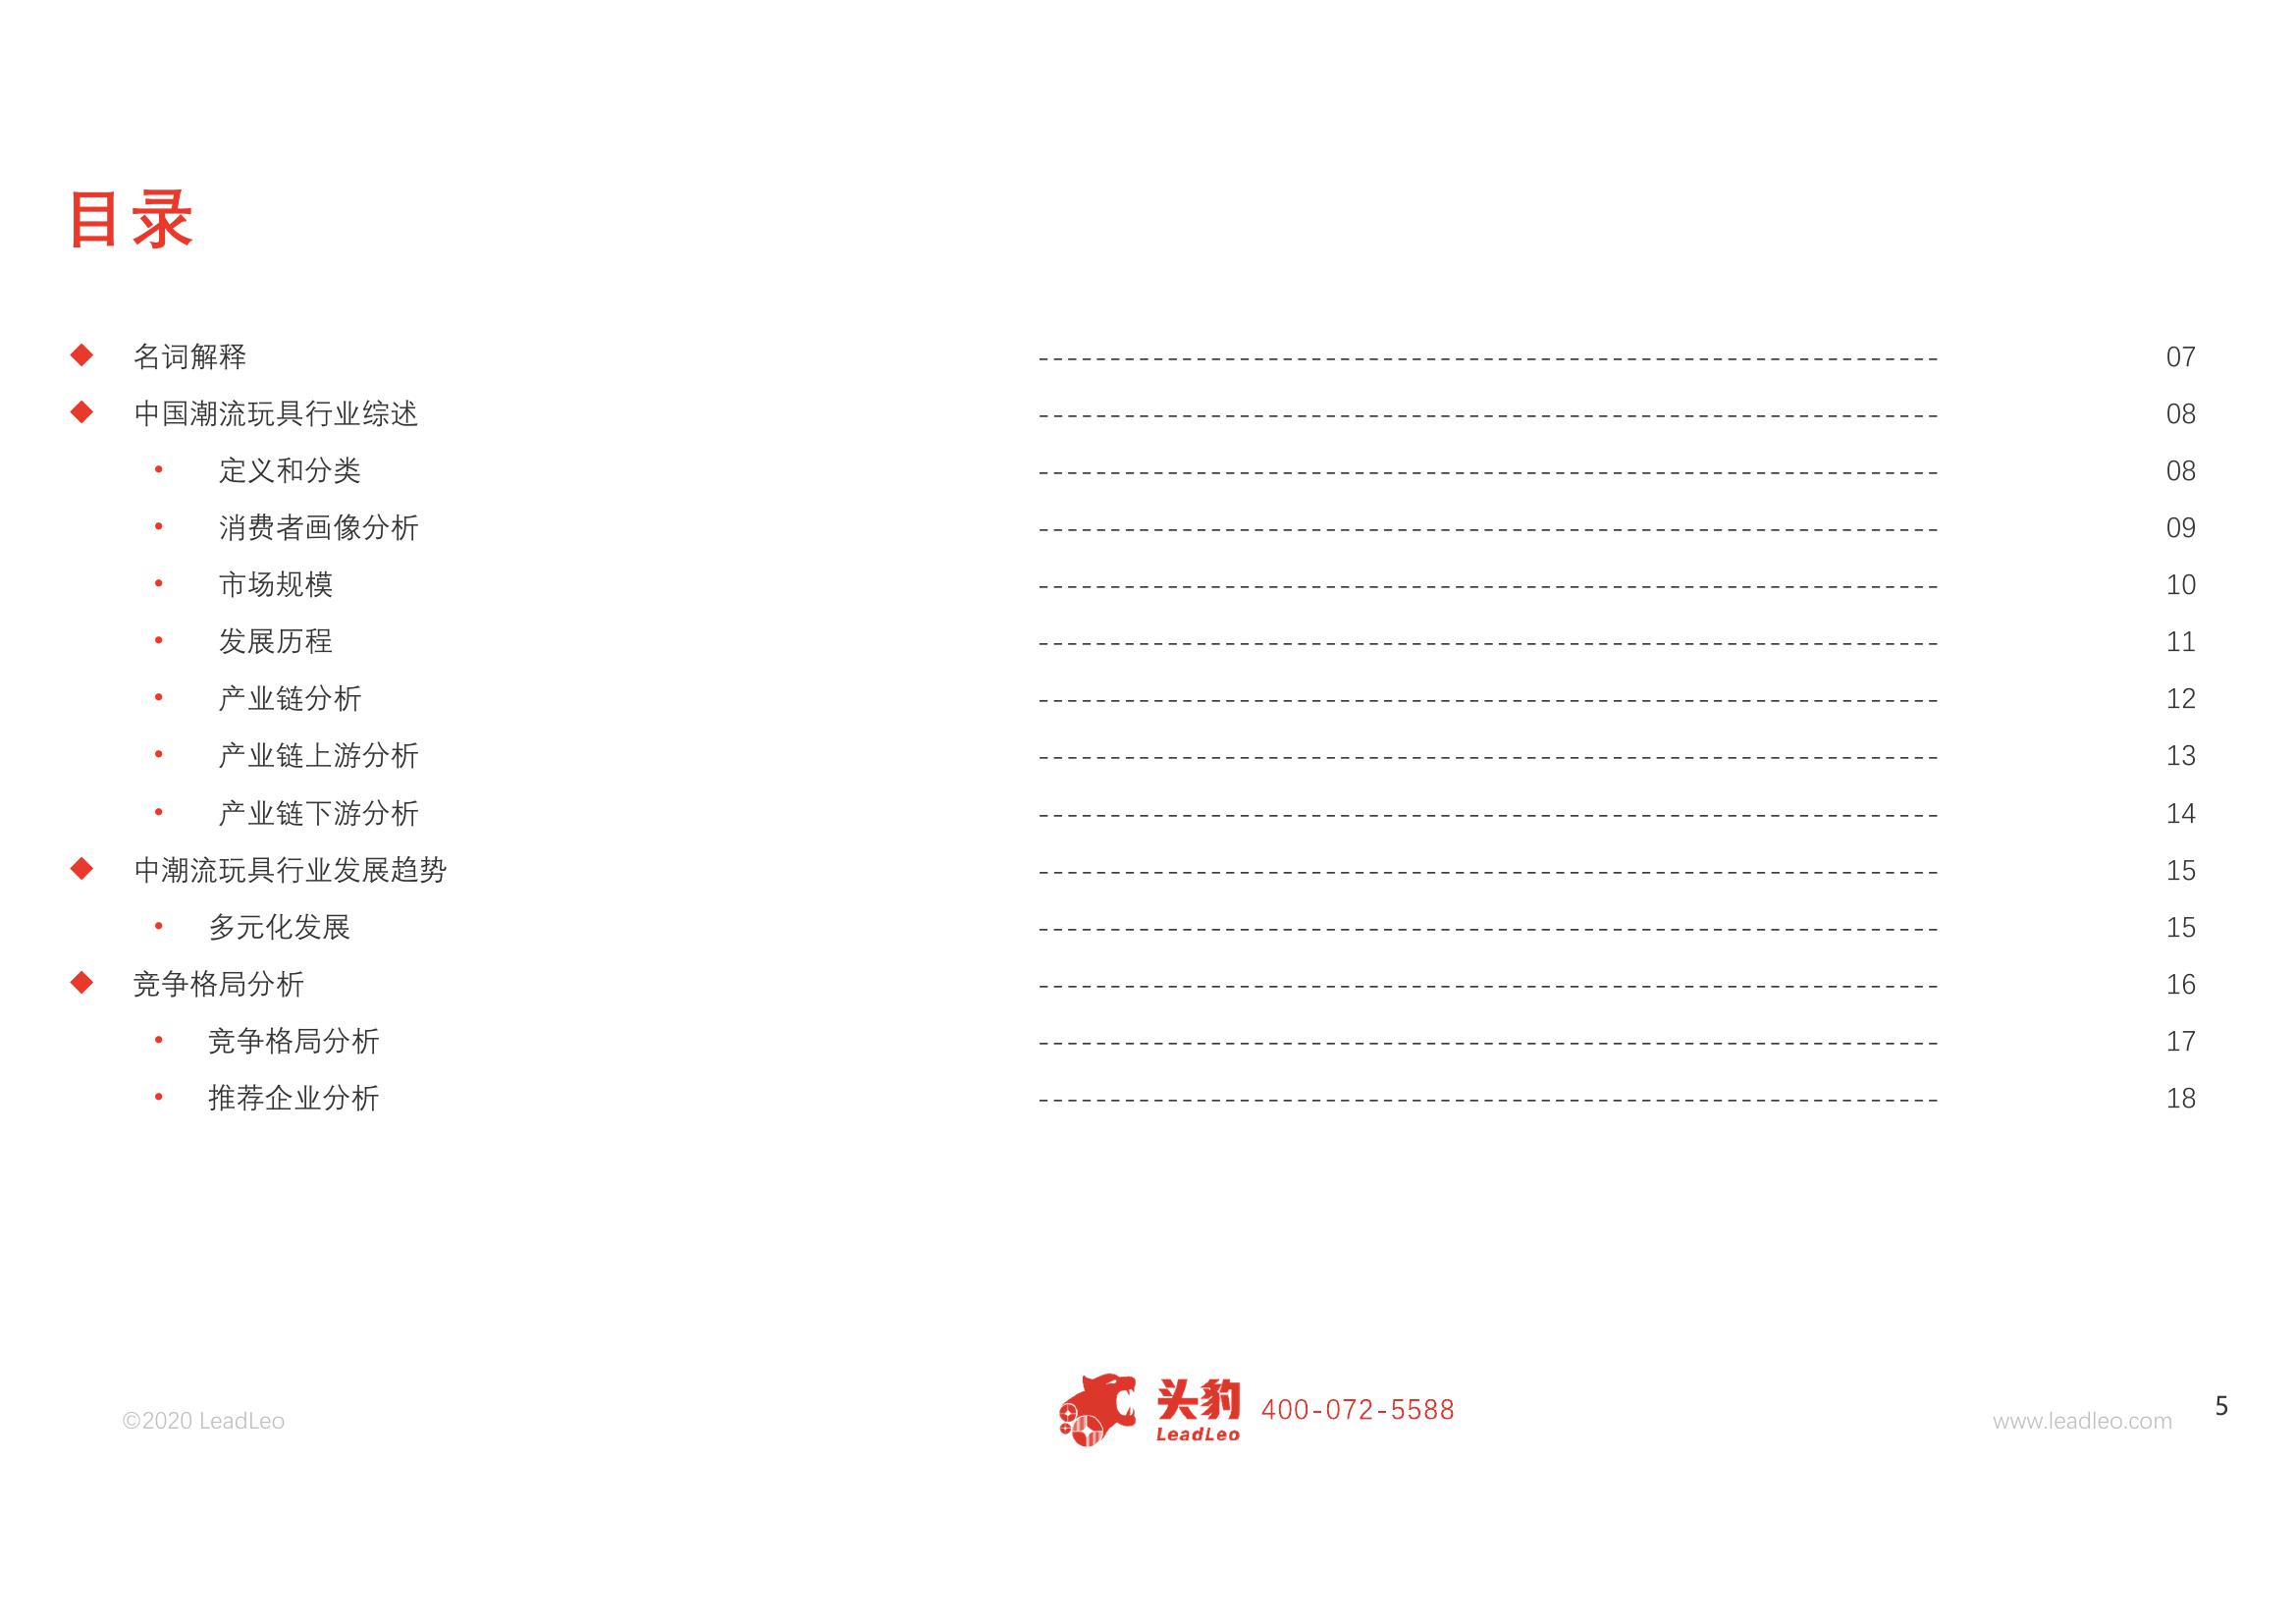 目录
名词解释 ---------------------------------------------------------------- 07
中国潮流玩具行业综述 ---------------------------------------------------------------- 08
定义和分类 ---------------------------------------------------------------- 08
消费者画像分析 ---------------------------------------------------------------- 09
市场规模 ---------------------------------------------------------------- 10
发展历程 ---------------------------------------------------------------- 11
产业链分析 ---------------------------------------------------------------- 12
产业链上游分析 ---------------------------------------------------------------- 13
产业链下游分析 ---------------------------------------------------------------- 14
中潮流玩具行业发展趋势 ---------------------------------------------------------------- 15
多元化发展 ---------------------------------------------------------------- 15
竞争格局分析 ---------------------------------------------------------------- 16
竞争格局分析 ---------------------------------------------------------------- 17
推荐企业分析 ---------------------------------------------------------------- 18
©2020 LeadLeo
头豹
LeadLeo
400-072-5588
www.leadleo.com
5